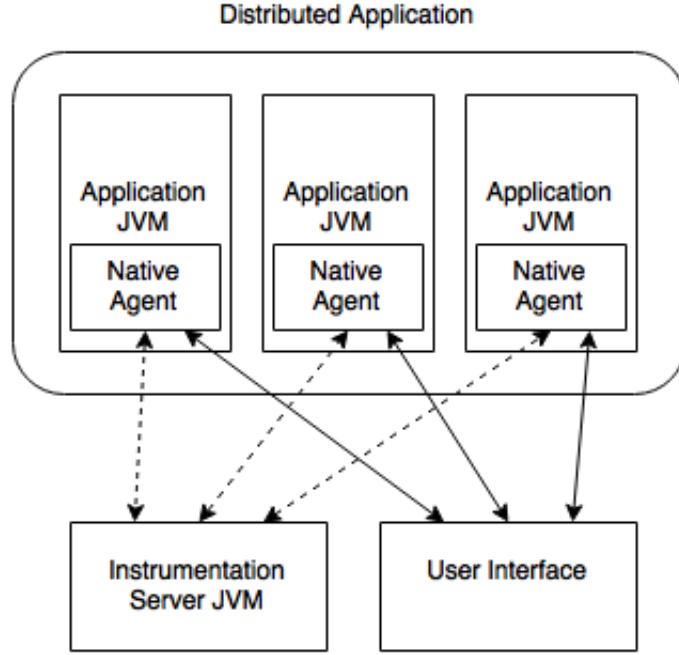 Distributed Application
Application
JVM
Native
Agent
Application
JVM
Native
Agent
Application
JVM
Native
Agent
Instrumentation
Server JVM
User Interface